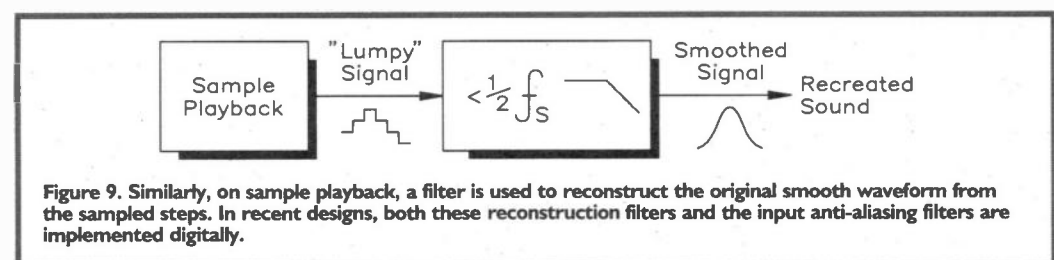 Sample
Playback
"Lumpy"
Signal
<½ fS
Smoothed
Signal
Recreated
Sound
Figure 9. Similarly, on sample playback, a filter is used to reconstruct the original smooth waveform from
the sampled steps. In recent designs, both these reconstruction filters and the input anti-aliasing filters are
implemented digitally.